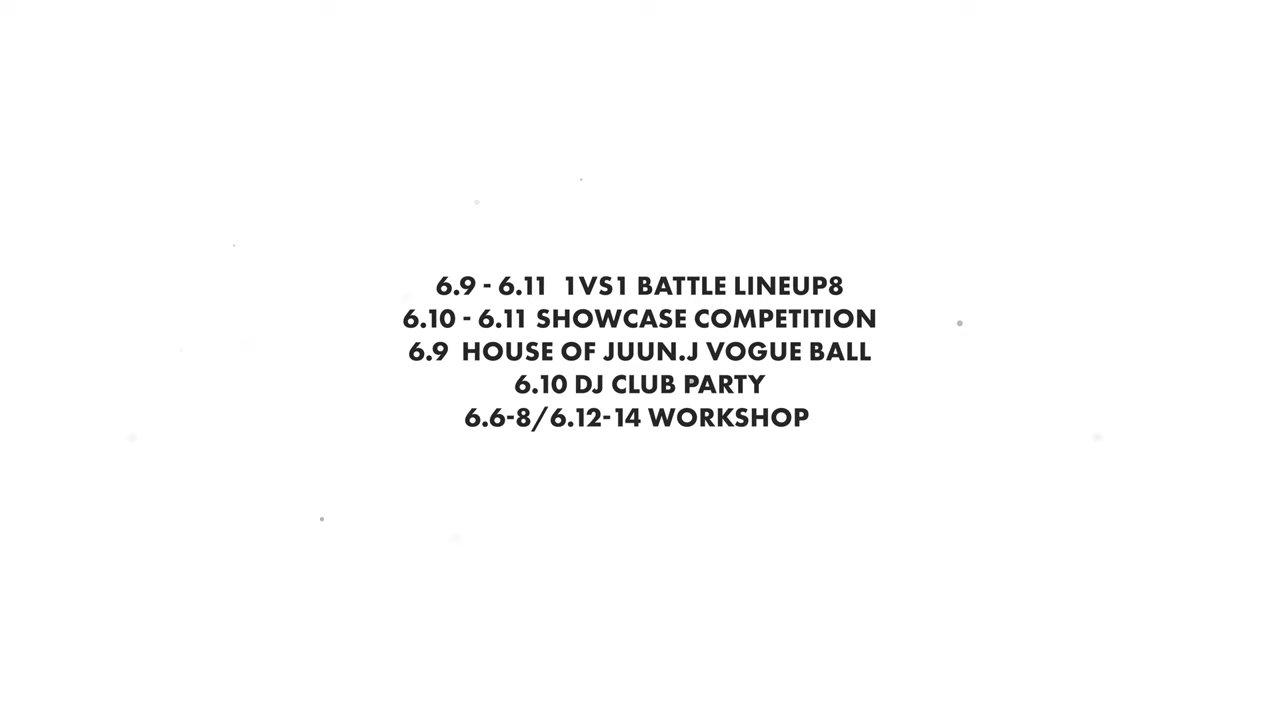 6.9 - 6.11  1VS1 BATTLE LINEUP8
6.10 - 6.11 SHOWCASE COMPETITION
6.9  HOUSE OF JUUN.J VOGUE BALL
6.10 DJ CLUB PARTY
6.6-8/6.12-14 WORKSHOP